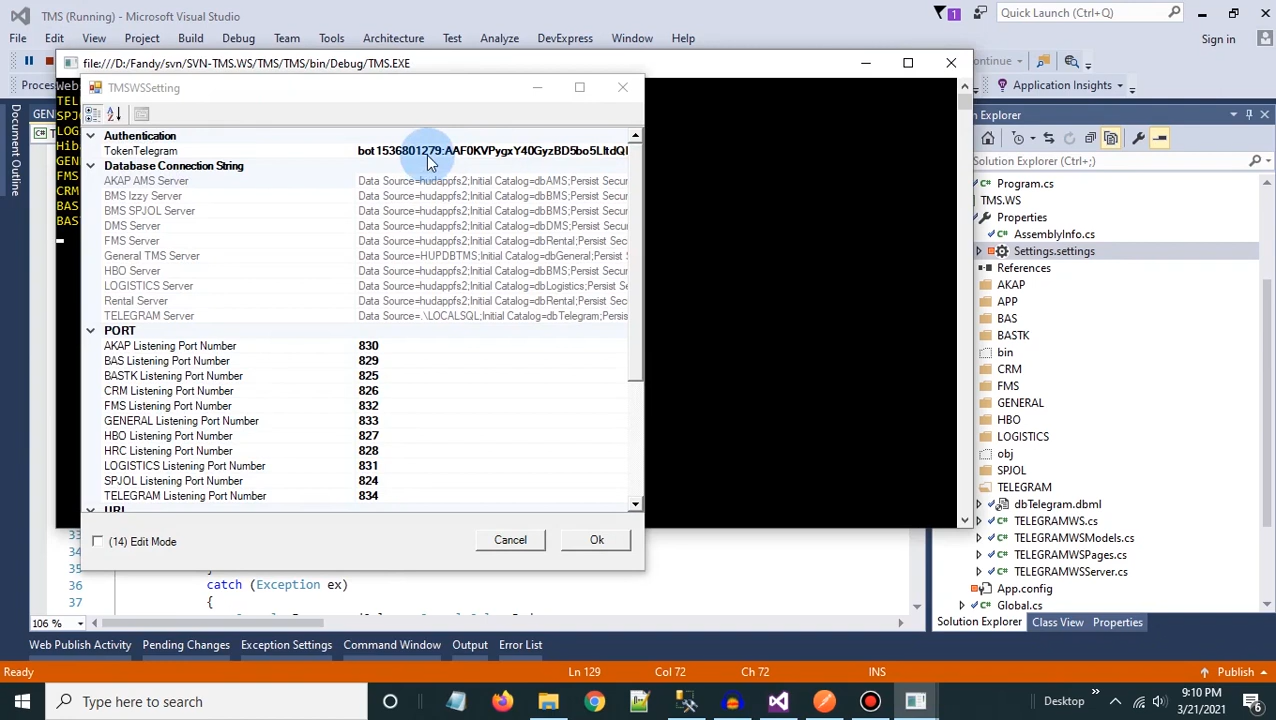 TMS (Running) - Microsoft Visual Studio
1
Quick Launch (Ctrl+Q)
File Edit View Project Build Debug Team Tools Architecture Test Analyze DevExpress Window Help
Sign in
file:///D:/Fandy/svn/SVN-TMS.WS/TMS/TMS/bin/Debug/TMS.EXE
Application Insights
TMSWSSetting
Document Outline
Authentication
TokenTelegram
Database Connection String
AKAP AMS Server Data Source=hudappfs2;Initial Catalog=dbAMS;Persist Secur
BMS Izzy Server Data Source=hudappfs2;Initial Catalog=dbBMS;Persist Secur
BMS SPJOL Server Data Source=hudappfs2;Initial Catalog=dbBMS;Persist Secur
DMS Server Data Source=hudappfs2;Initial Catalog=dbDMS;Persist Secur
FMS Server Data Source=hudappfs2;Initial Catalog=dbRental;Persist Sec
General TMS Server Data Source=HUPDBTMS;Initial Catalog=dbGeneral;Persist
HBO Server Data Source=hudappfs2;Initial Catalog=dbBMS;Persist Secur
LOGISTICS Server Data Source=hudappfs2;Initial Catalog=dbLogistics;Persist
Rental Server Data Source=hudappfs2;Initial Catalog=dbRental;Persist Sec
TELEGRAM Server Data Source=.\LOCALSQL;Initial Catalog=dbTelegram;Persis
PORT
AKAP Listening Port Number 830
BAS Listening Port Number 829
BASTK Listening Port Number 825
CRM Listening Port Number 826
FMS Listening Port Number 832
GENERAL Listening Port Number 833
HBO Listening Port Number 827
HRC Listening Port Number 828
LOGISTICS Listening Port Number 831
SPJOL Listening Port Number 824
TELEGRAM Listening Port Number 834
(14) Edit Mode
Cancel
Ok
Program.cs
TMS.WS
Properties
AssemblyInfo.cs
Settings.settings
References
AKAP
APP
BAS
BASTK
bin
CRM
FMS
GENERAL
HBO
LOGISTICS
obj
SPJOL
TELEGRAM
dbTelegram.dbml
TELEGRAMWS.cs
TELEGRAMWSModels.cs
TELEGRAMWSPages.cs
TELEGRAMWSServer.cs
App.config
Global.cs
Solution Explorer Class View Properties
36 catch (Exception ex)
37 {
106 %
Web Publish Activity Pending Changes Exception Settings Command Window Output Error List
Ready Ln 129 Col 72 Ch 72 INS Publish
Type here to search
Desktop
9:10 PM
3/21/2021
6